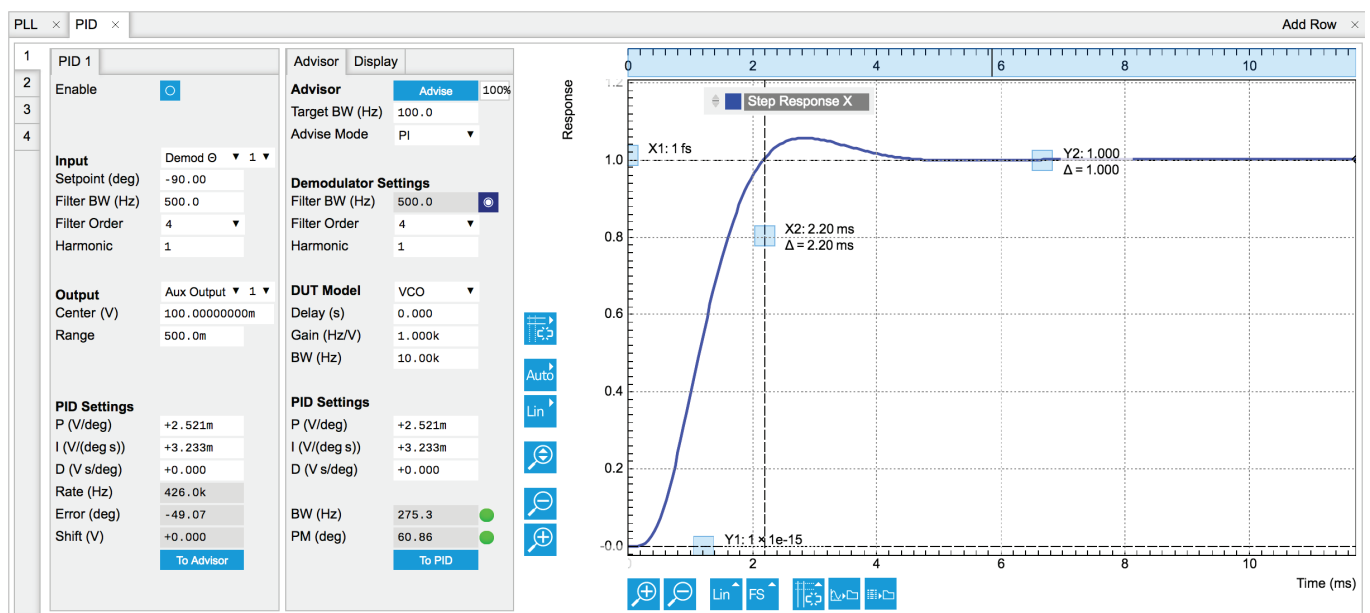 PLL × PID × Add Row ×
1
2
3
4
PID 1
Enable
Input Demod Θ ▼ 1 ▼
Setpoint (deg) -90.00
Filter BW (Hz) 500.0
Filter Order 4 ▼
Harmonic 1
Output Aux Output ▼ 1 ▼
Center (V) 100.00000000m
Range 500.0m
PID Settings
P (V/deg) +2.521m
I (V/(deg s)) +3.233m
D (V s/deg) +0.000
Rate (Hz) 426.0k
Error (deg) -49.07
Shift (V) +0.000
To Advisor
Advisor Display
Advisor Advise 100%
Target BW (Hz) 100.0
Advise Mode PI ▼
Demodulator Settings
Filter BW (Hz) 500.0
Filter Order 4 ▼
Harmonic 1
DUT Model VCO ▼
Delay (s) 0.000
Gain (Hz/V) 1.000k
BW (Hz) 10.00k
PID Settings
P (V/deg) +2.521m
I (V/(deg s)) +3.233m
D (V s/deg) +0.000
BW (Hz) 275.3
PM (deg) 60.86
To PID
Auto
Lin
0 2 4 6 8 10
Response
1.2
1.0
0.8
0.6
0.4
0.2
-0.0
Step Response X
X1: 1 fs
Y2: 1.000
Δ = 1.000
X2: 2.20 ms
Δ = 2.20 ms
Y1: 1 × 1e-15
2 4 6 8 10
Time (ms)
Lin FS